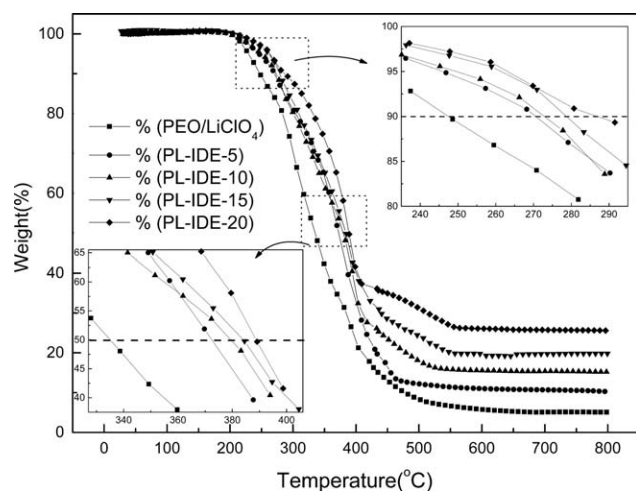 100
80
60
40
20
0
Weight(%)
0 100 200 300 400 500 600 700 800
Temperature(°C)
% (PEO/LiClO₄)
% (PL-IDE-5)
% (PL-IDE-10)
% (PL-IDE-15)
% (PL-IDE-20)
100
95
90
85
80
240 250 260 270 280 290
65
60
55
50
45
40
340 360 380 400